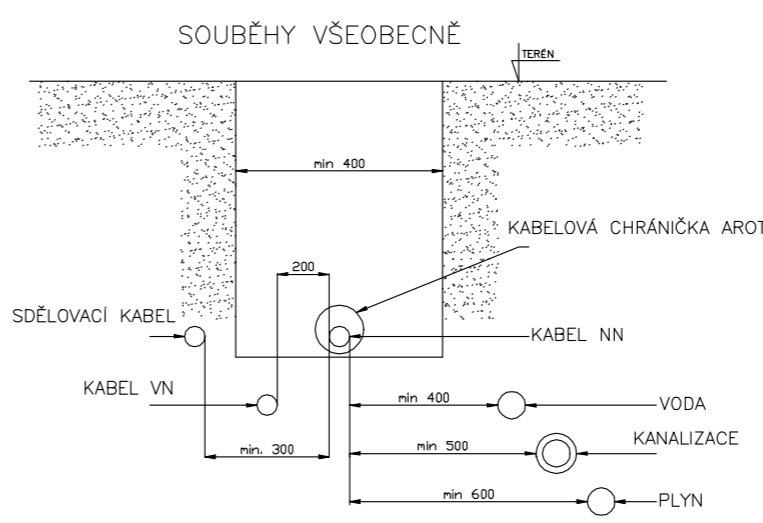 SOUBĚHY VŠEOBECNĚ
TERÉN
min 400
KABELOVÁ CHRÁNIČKA AROT
200
SDĚLOVACÍ KABEL
KABEL NN
KABEL VN
min 400
VODA
KANALIZACE
min. 300
min 500
min 600
PLYN